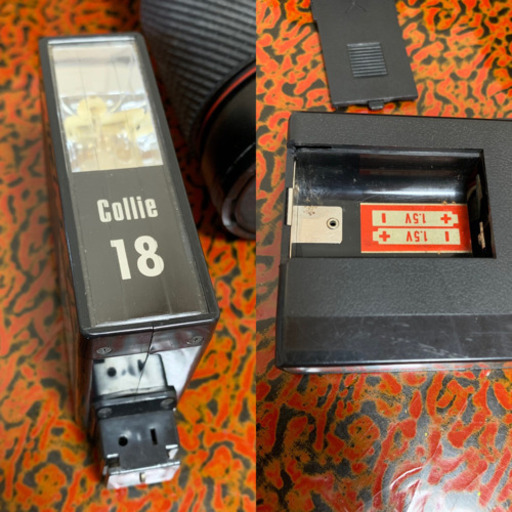 Collie
18
+ 1.5V -
- 1.5V +